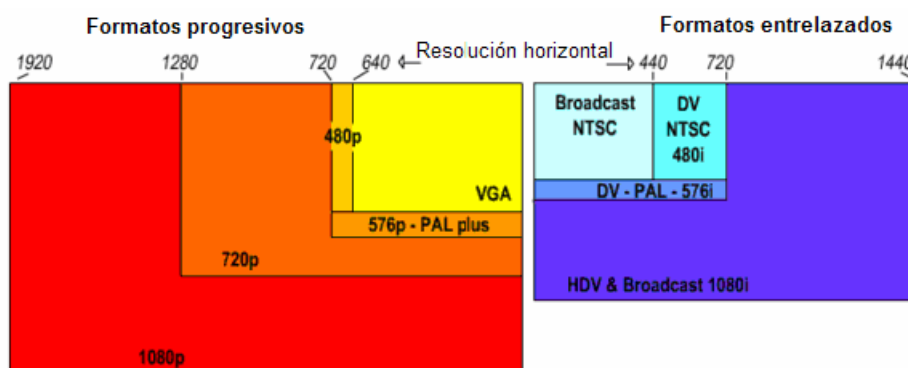 Formatos progresivos
Formatos entrelazados
Resolución horizontal
1920 1280 720 640 440 720 1440
480p
VGA
576p - PAL plus
720p
1080p
Broadcast
NTSC
DV
NTSC
480i
DV - PAL - 576i
HDV & Broadcast 1080i